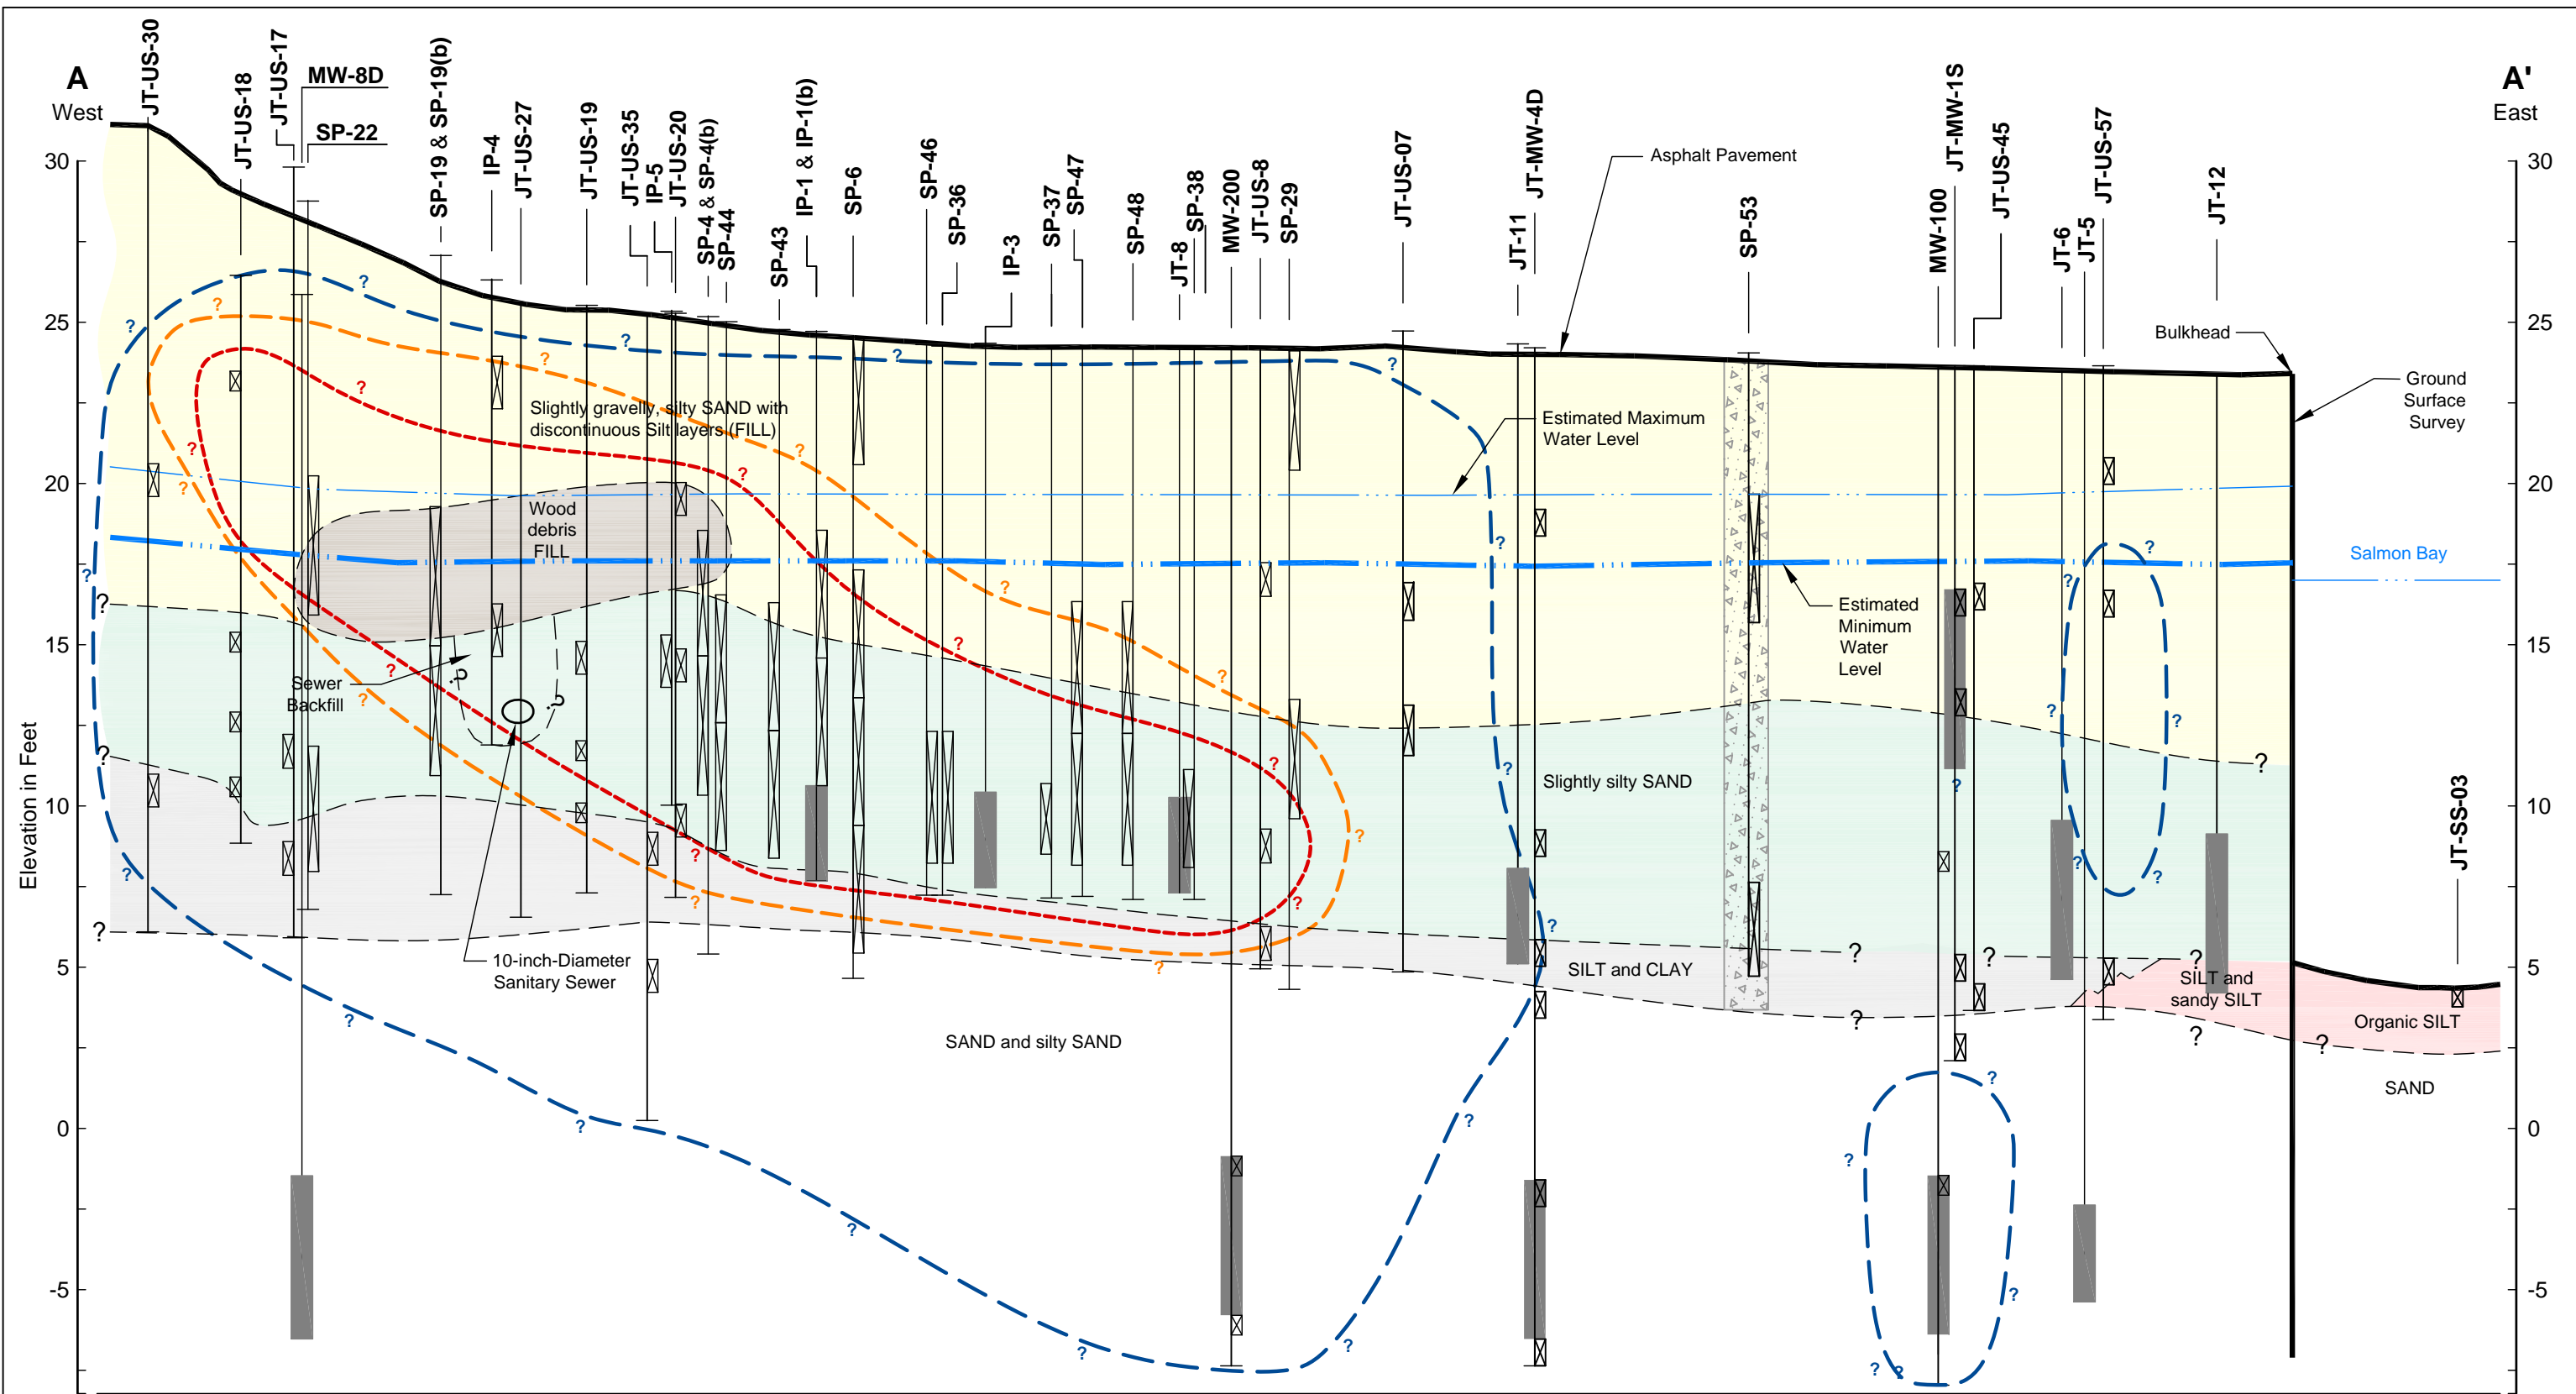 A
West
JT-US-30
JT-US-18
JT-US-17
MW-8D
SP-22
SP-19 & SP-19(b)
IP-4
JT-US-27
JT-US-19
JT-US-35
IP-5
JT-US-20
SP-4 & SP-4(b)
SP-44
SP-43
IP-1 & IP-1(b)
SP-6
SP-46
SP-36
IP-3
SP-37
SP-47
SP-48
JT-8
SP-38
MW-200
JT-US-8
SP-29
JT-US-07
JT-11
JT-MW-4D
SP-53
MW-100
JT-MW-1S
JT-US-45
JT-6
JT-5
JT-US-57
JT-12
A'
East
Asphalt Pavement
Bulkhead
Ground
Surface
Survey
Slightly gravelly, silty SAND with
discontinuous Silt layers (FILL)
Estimated Maximum
Water Level
Wood
debris
FILL
Salmon Bay
Estimated
Minimum
Water
Level
Sewer
Backfill
Slightly silty SAND
JT-SS-03
10-inch-Diameter
Sanitary Sewer
SILT and CLAY
SILT and
sandy SILT
Organic SILT
SAND and silty SAND
SAND
Elevation in Feet
30
25
20
15
10
5
0
-5
30
25
20
15
10
5
0
-5